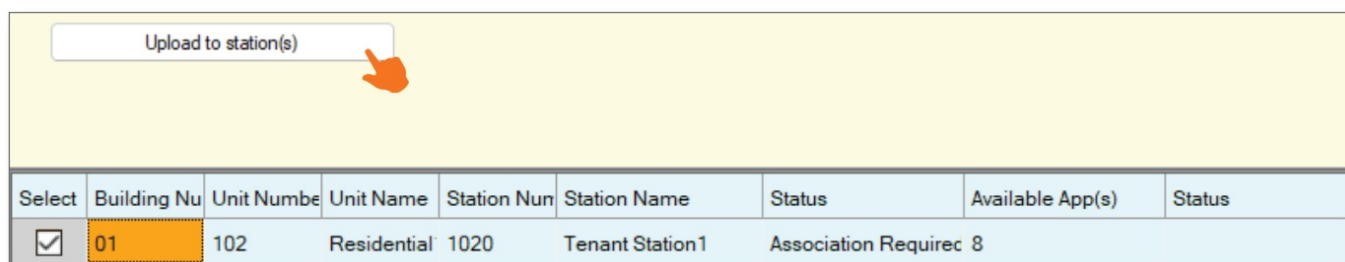 Upload to station(s)
Select Building Nu Unit Numbe Unit Name Station Num Station Name Status Available App(s) Status
01 102 Residential 1020 Tenant Station1 Association Required 8